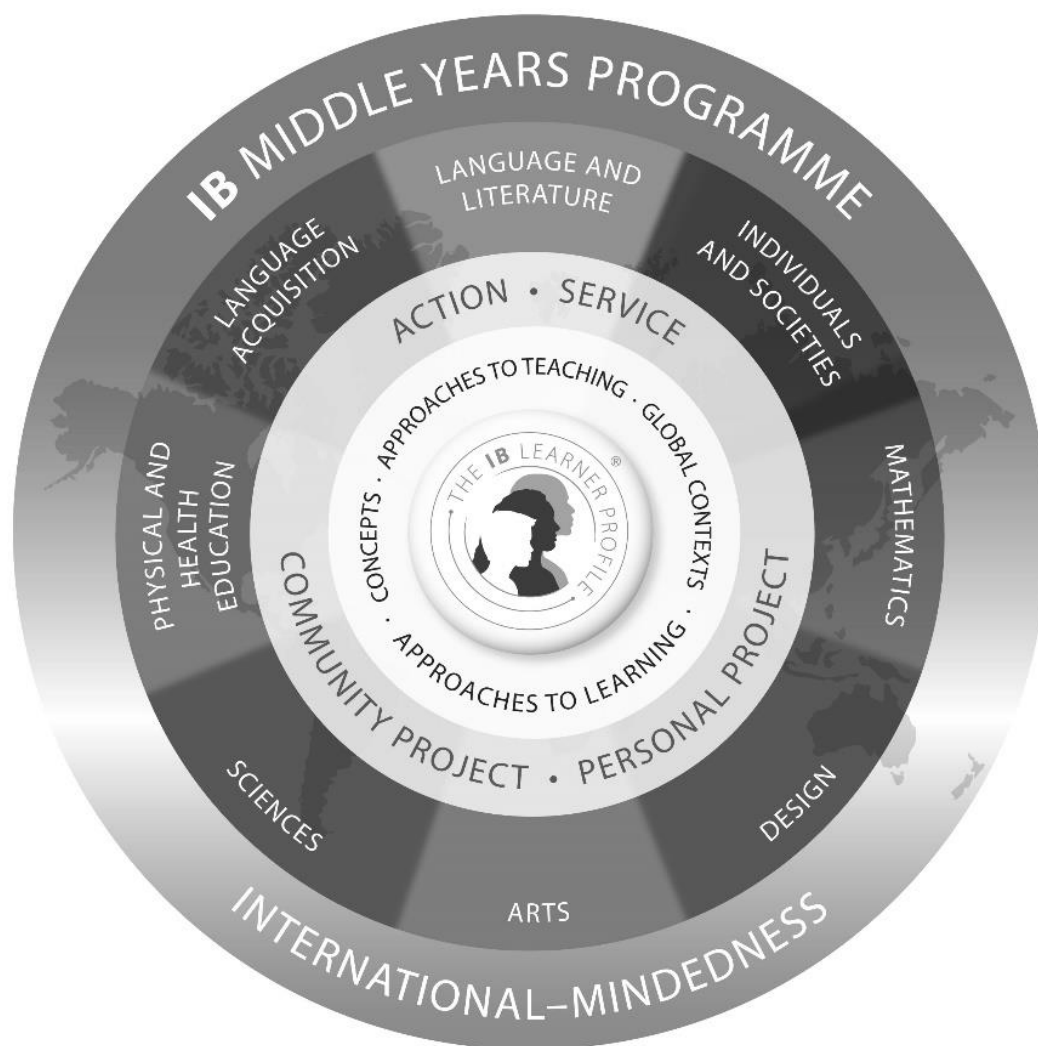 IB MIDDLE YEARS PROGRAMME
LANGUAGE AND
LITERATURE
INDIVIDUALS
AND SOCIETIES
MATHEMATICS
DESIGN
ARTS
SCIENCES
PHYSICAL AND
HEALTH
EDUCATION
LANGUAGE
ACQUISITION
ACTION · SERVICE
PERSONAL PROJECT
COMMUNITY PROJECT ·
APPROACHES TO TEACHING · GLOBAL CONTEXTS ·
APPROACHES TO LEARNING ·
CONCEPTS ·
· THE IB LEARNER PROFILE · ®
INTERNATIONAL–MINDEDNESS